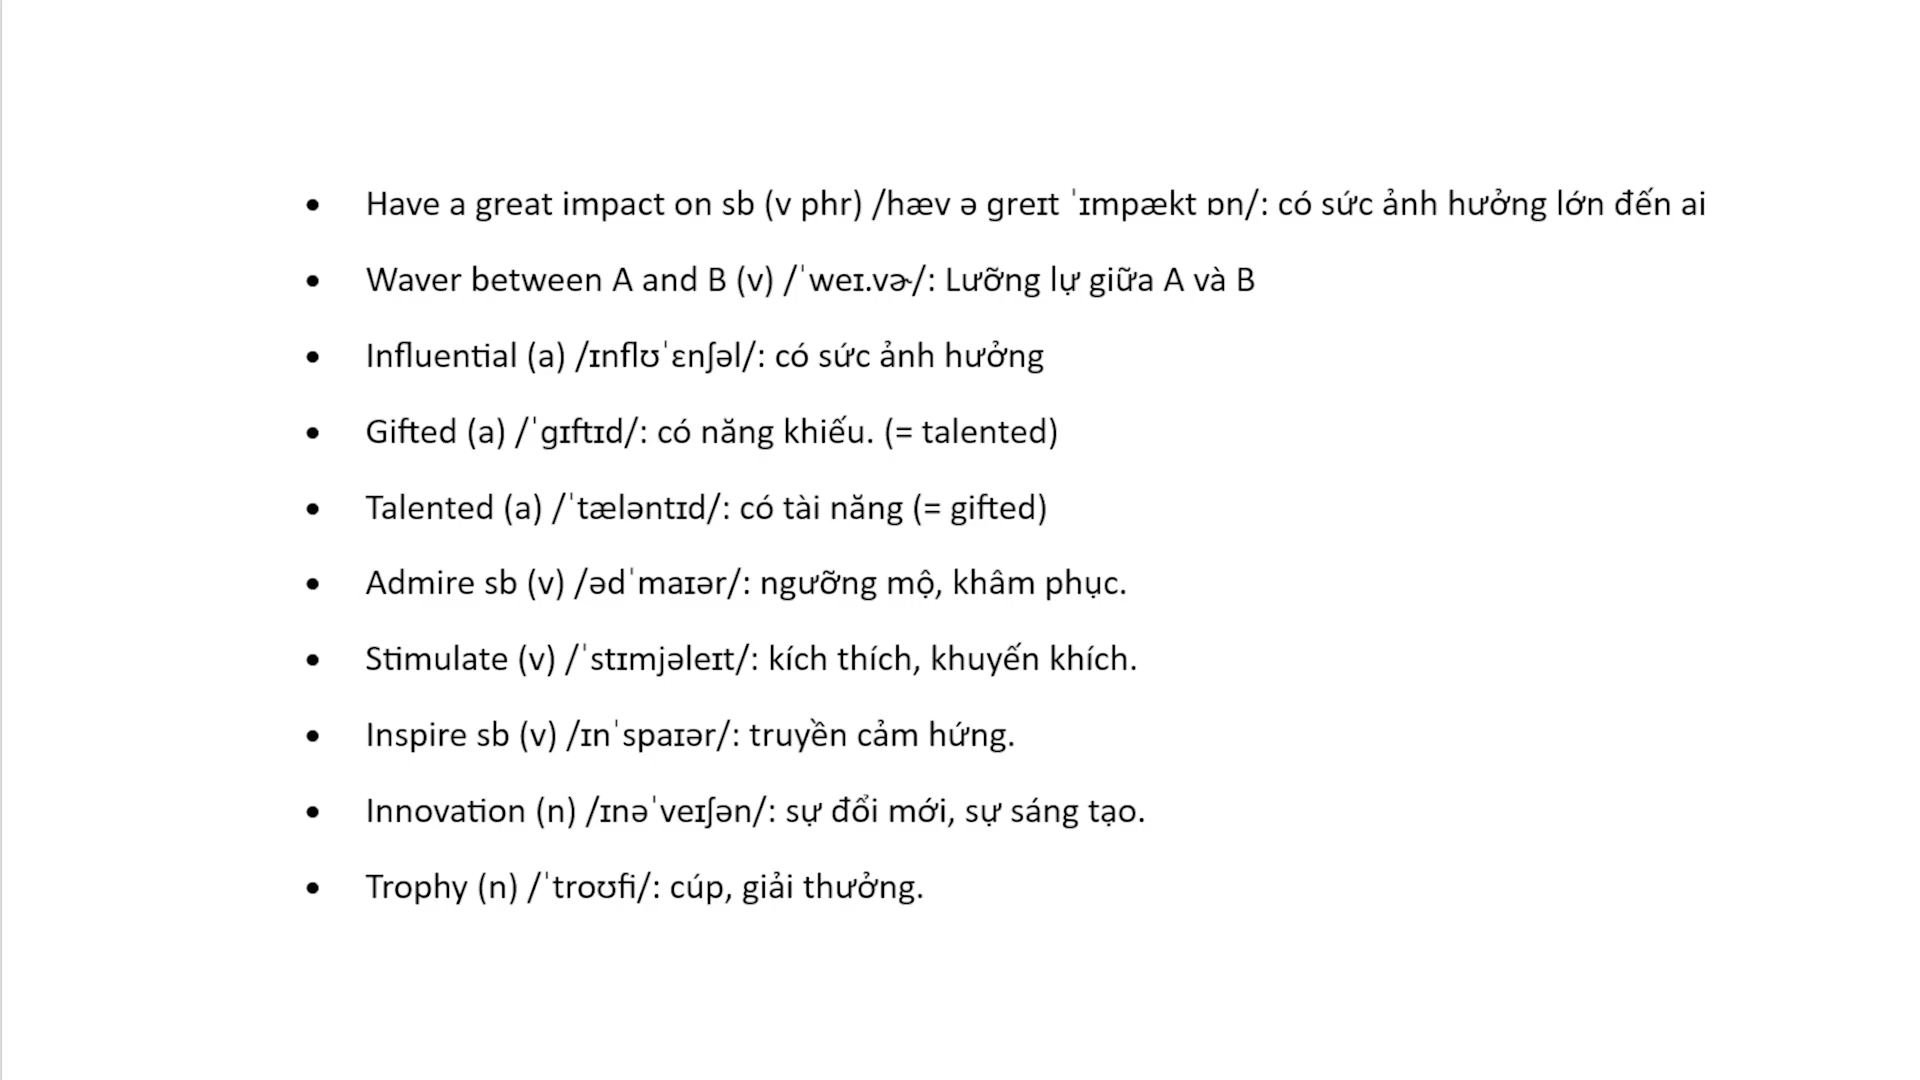 • Have a great impact on sb (v phr) /hæv ə ɡreɪt ˈɪmpækt ɒn/: có sức ảnh hưởng lớn đến ai
• Waver between A and B (v) /ˈweɪ.vɚ/: Lưỡng lự giữa A và B
• Influential (a) /ɪnflʊˈɛnʃəl/: có sức ảnh hưởng
• Gifted (a) /ˈɡɪftɪd/: có năng khiếu. (= talented)
• Talented (a) /ˈtæləntɪd/: có tài năng (= gifted)
• Admire sb (v) /ədˈmaɪər/: ngưỡng mộ, khâm phục.
• Stimulate (v) /ˈstɪmjəleɪt/: kích thích, khuyến khích.
• Inspire sb (v) /ɪnˈspaɪər/: truyền cảm hứng.
• Innovation (n) /ɪnəˈveɪʃən/: sự đổi mới, sự sáng tạo.
• Trophy (n) /ˈtroʊfi/: cúp, giải thưởng.